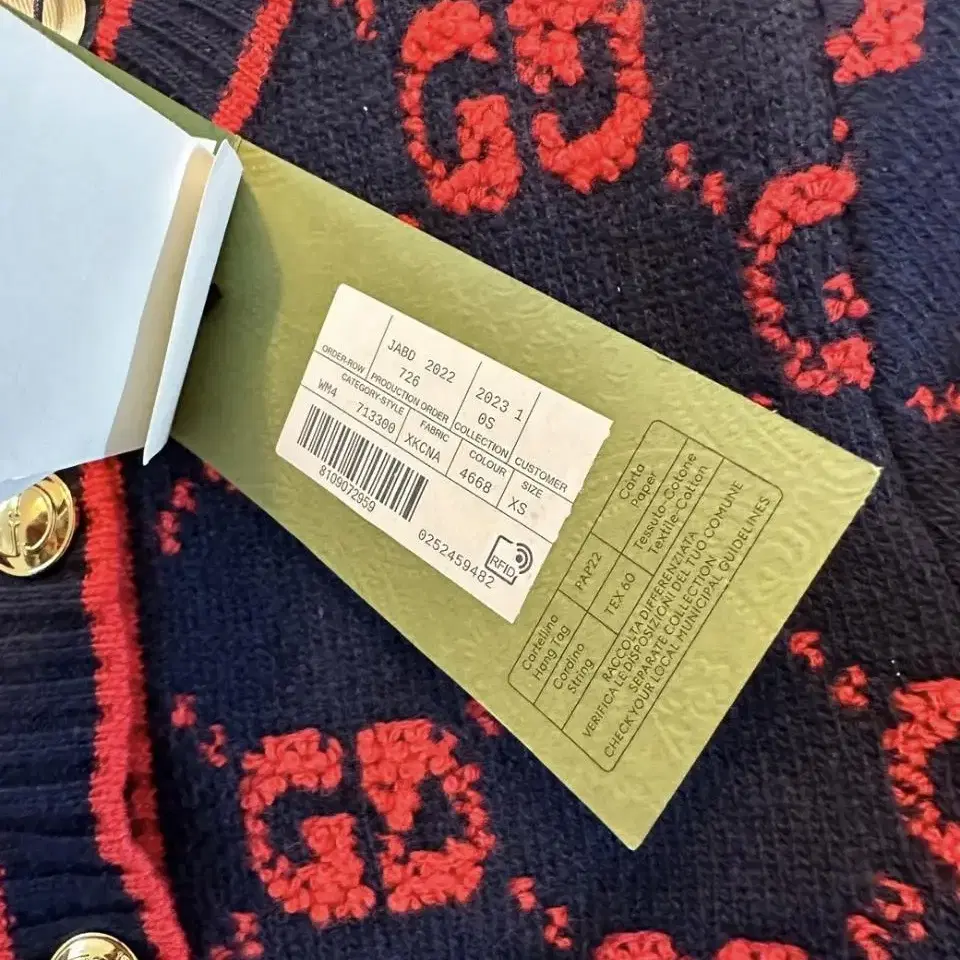 JABD 2022
726
2023 1
0S
ORDER-ROW
PRODUCTION ORDER
COLLECTION
CUSTOMER
CATEGORY-STYLE
FABRIC
COLOUR
SIZE
WM4 713300
XKCNA
4668
XS
8109072959
0252459482
RFID
Cartellino
Hang Tag
PAP22
Carta
Paper
Cordino
String
TEX 60
Tessuto-Cotone
Textile-Cotton
RACCOLTA DIFFERENZIATA
VERIFICA LE DISPOSIZIONI DEL TUO COMUNE
SEPARATE COLLECTION
CHECK YOUR LOCAL MUNICIPAL GUIDELINES